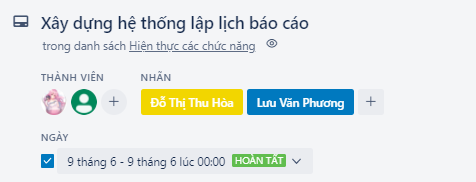 Xây dựng hệ thống lập lịch báo cáo
trong danh sách Hiện thực các chức năng
THÀNH VIÊN NHÃN
Đỗ Thị Thu Hòa Lưu Văn Phương
NGÀY
9 tháng 6 - 9 tháng 6 lúc 00:00 HOÀN TẤT